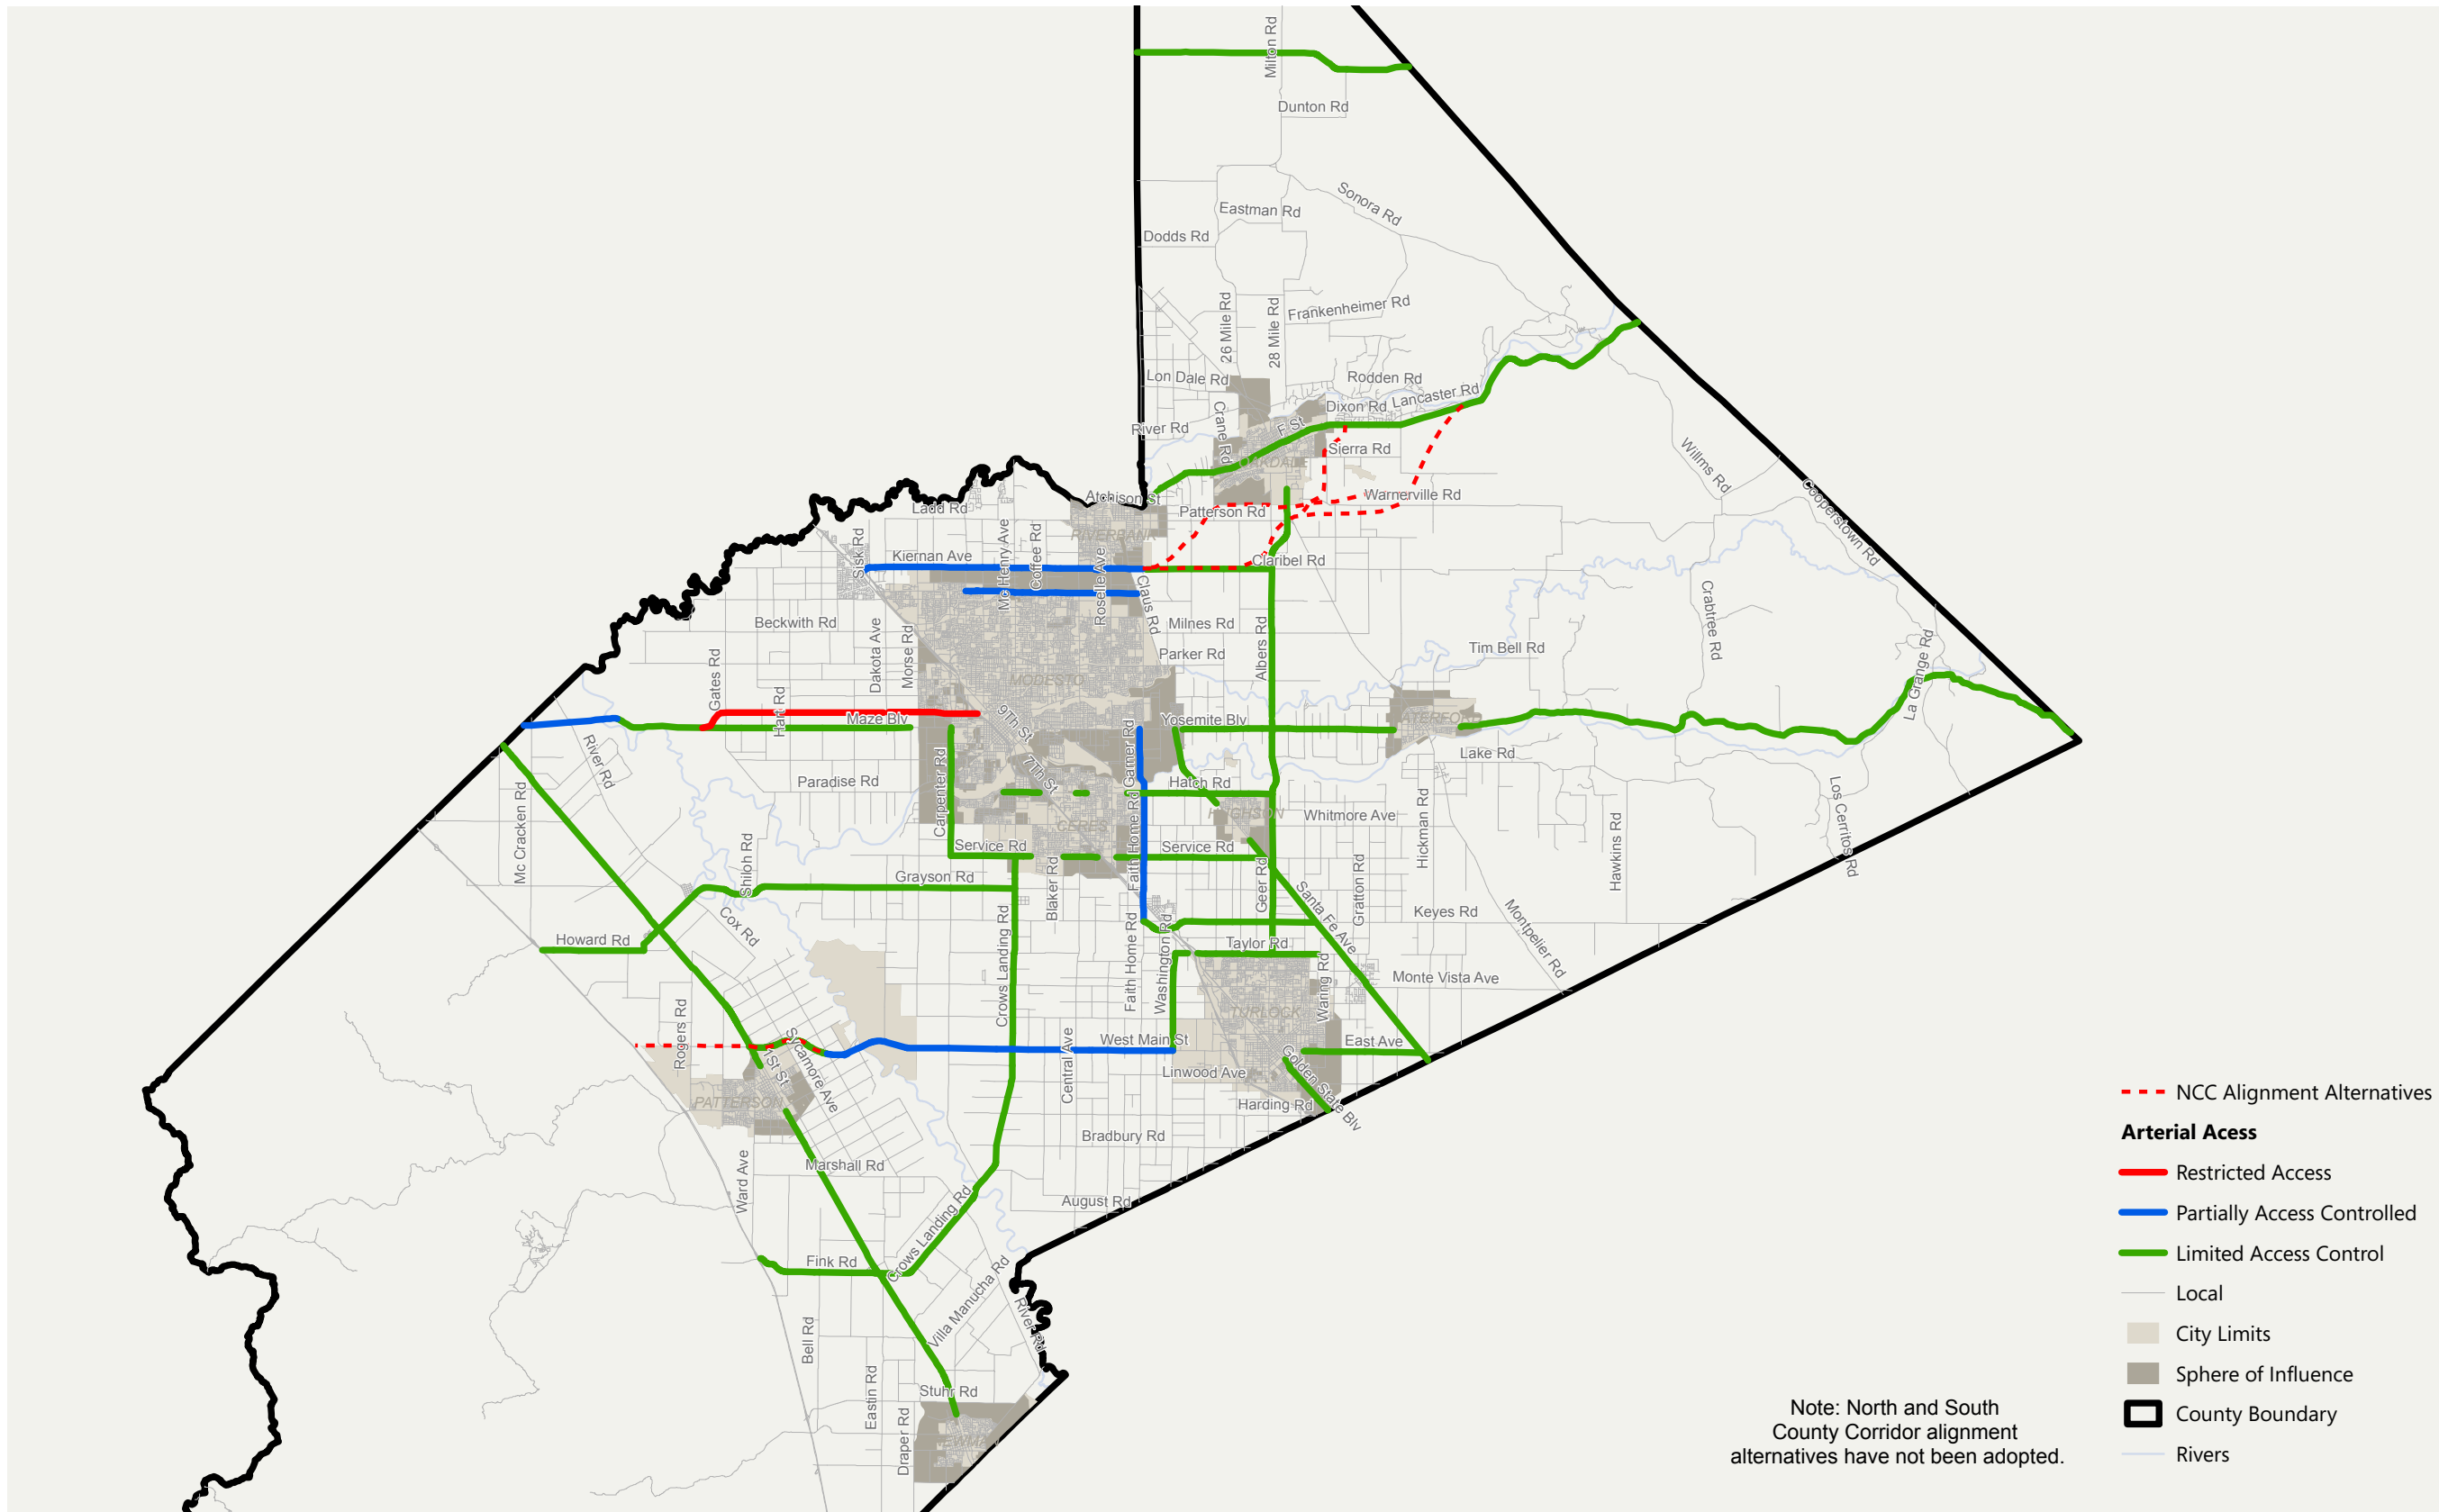 Milton Rd
Dunton Rd
Sonora Rd
Eastman Rd
Dodds Rd
26 Mile Rd
28 Mile Rd
Frankenheimer Rd
Lon Dale Rd
Rodden Rd
Lancaster Rd
Dixon Rd
Crane Rd
River Rd
F St
OAKDALE
Sierra Rd
Willms Rd
Cooperstown Rd
Atchison St
Warnerville Rd
Ladd Rd
Patterson Rd
RIVERBANK
Sisk Rd
Kiernan Ave
Mc Henry Ave
Coffee Rd
Roselle Ave
Claribel Rd
Claus Rd
Crabtree Rd
Beckwith Rd
Dakota Ave
Morse Rd
Milnes Rd
Albers Rd
Tim Bell Rd
Parker Rd
Gates Rd
Hart Rd
MODESTO
La Grange Rd
Maze Blv
9Th St
Garner Rd
Yosemite Blv
WATERFORD
River Rd
Lake Rd
7Th St
Paradise Rd
Carpenter Rd
Hatch Rd
Mc Cracken Rd
Faith Home Rd
HUGHSON
Whitmore Ave
Hickman Rd
Los Cerritos Rd
CERES
Shiloh Rd
Service Rd
Service Rd
Hawkins Rd
Grayson Rd
Blaker Rd
Geer Rd
Santa Fe Ave
Gratton Rd
Cox Rd
Howard Rd
Crows Landing Rd
Faith Home Rd
Washington Rd
Keyes Rd
Montpelier Rd
Taylor Rd
Waring Rd
Monte Vista Ave
Rogers Rd
TURLOCK
Sycamore Ave
1St St
Central Ave
West Main St
East Ave
Linwood Ave
Golden State Blv
PATTERSON
Harding Rd
Bradbury Rd
Marshall Rd
Ward Ave
August Rd
Crows Landing Rd
Fink Rd
Villa Manucha Rd
River Rd
Bell Rd
Eastin Rd
Stuhr Rd
Draper Rd
NCC Alignment Alternatives
Arterial Acess
Restricted Access
Partially Access Controlled
Limited Access Control
Local
City Limits
Sphere of Influence
County Boundary
Rivers
Note: North and South
County Corridor alignment
alternatives have not been adopted.